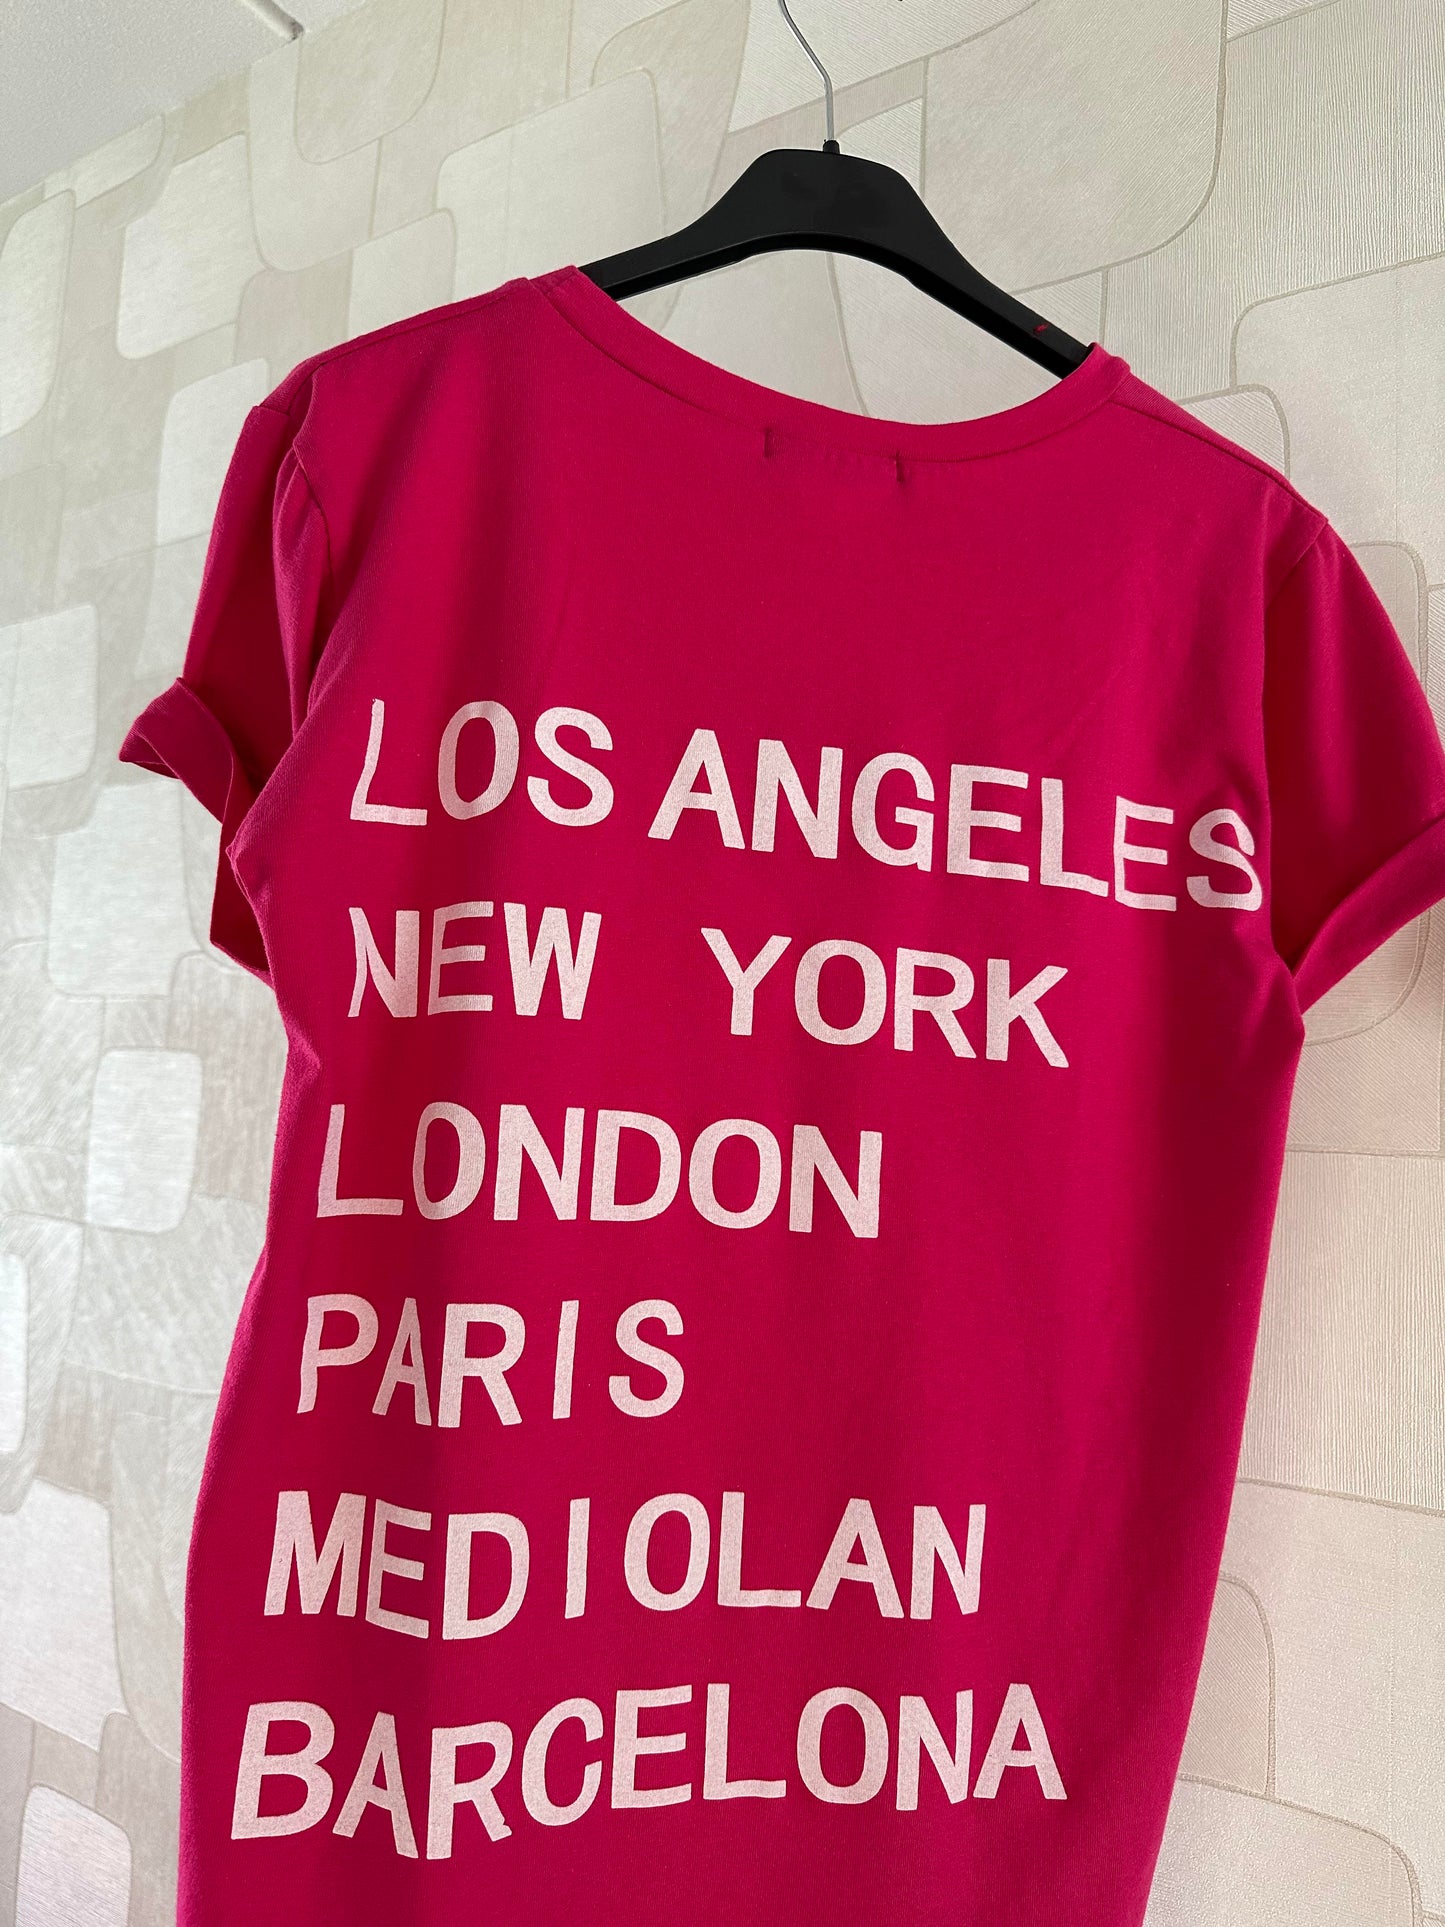 LOS ANGELES
NEW YORK
LONDON
PARIS
MEDIOLAN
BARCELONA